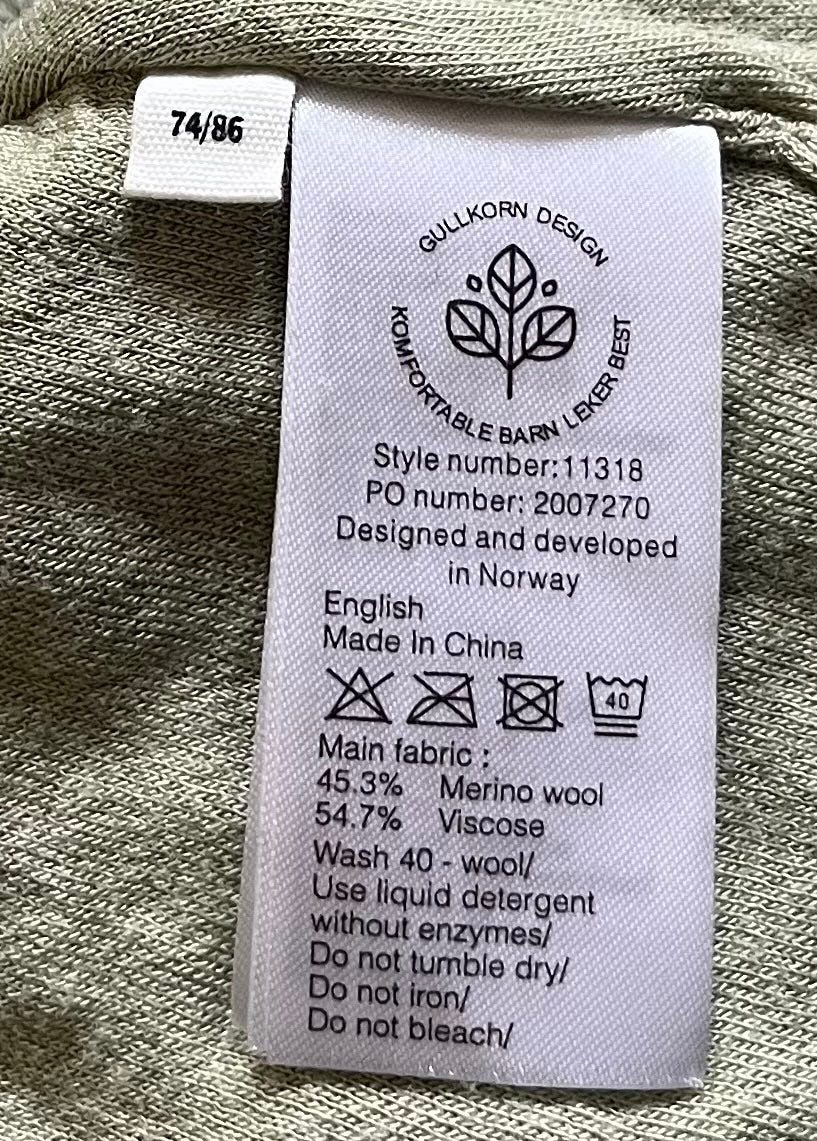 74/86
GULLKORN DESIGN
KOMFORTABLE BARN LEKER BEST
Style number:11318
PO number: 2007270
Designed and developed
in Norway
English
Made In China
40
Main fabric :
45.3% Merino wool
54.7% Viscose
Wash 40 - wool/
Use liquid detergent
without enzymes/
Do not tumble dry/
Do not iron/
Do not bleach/